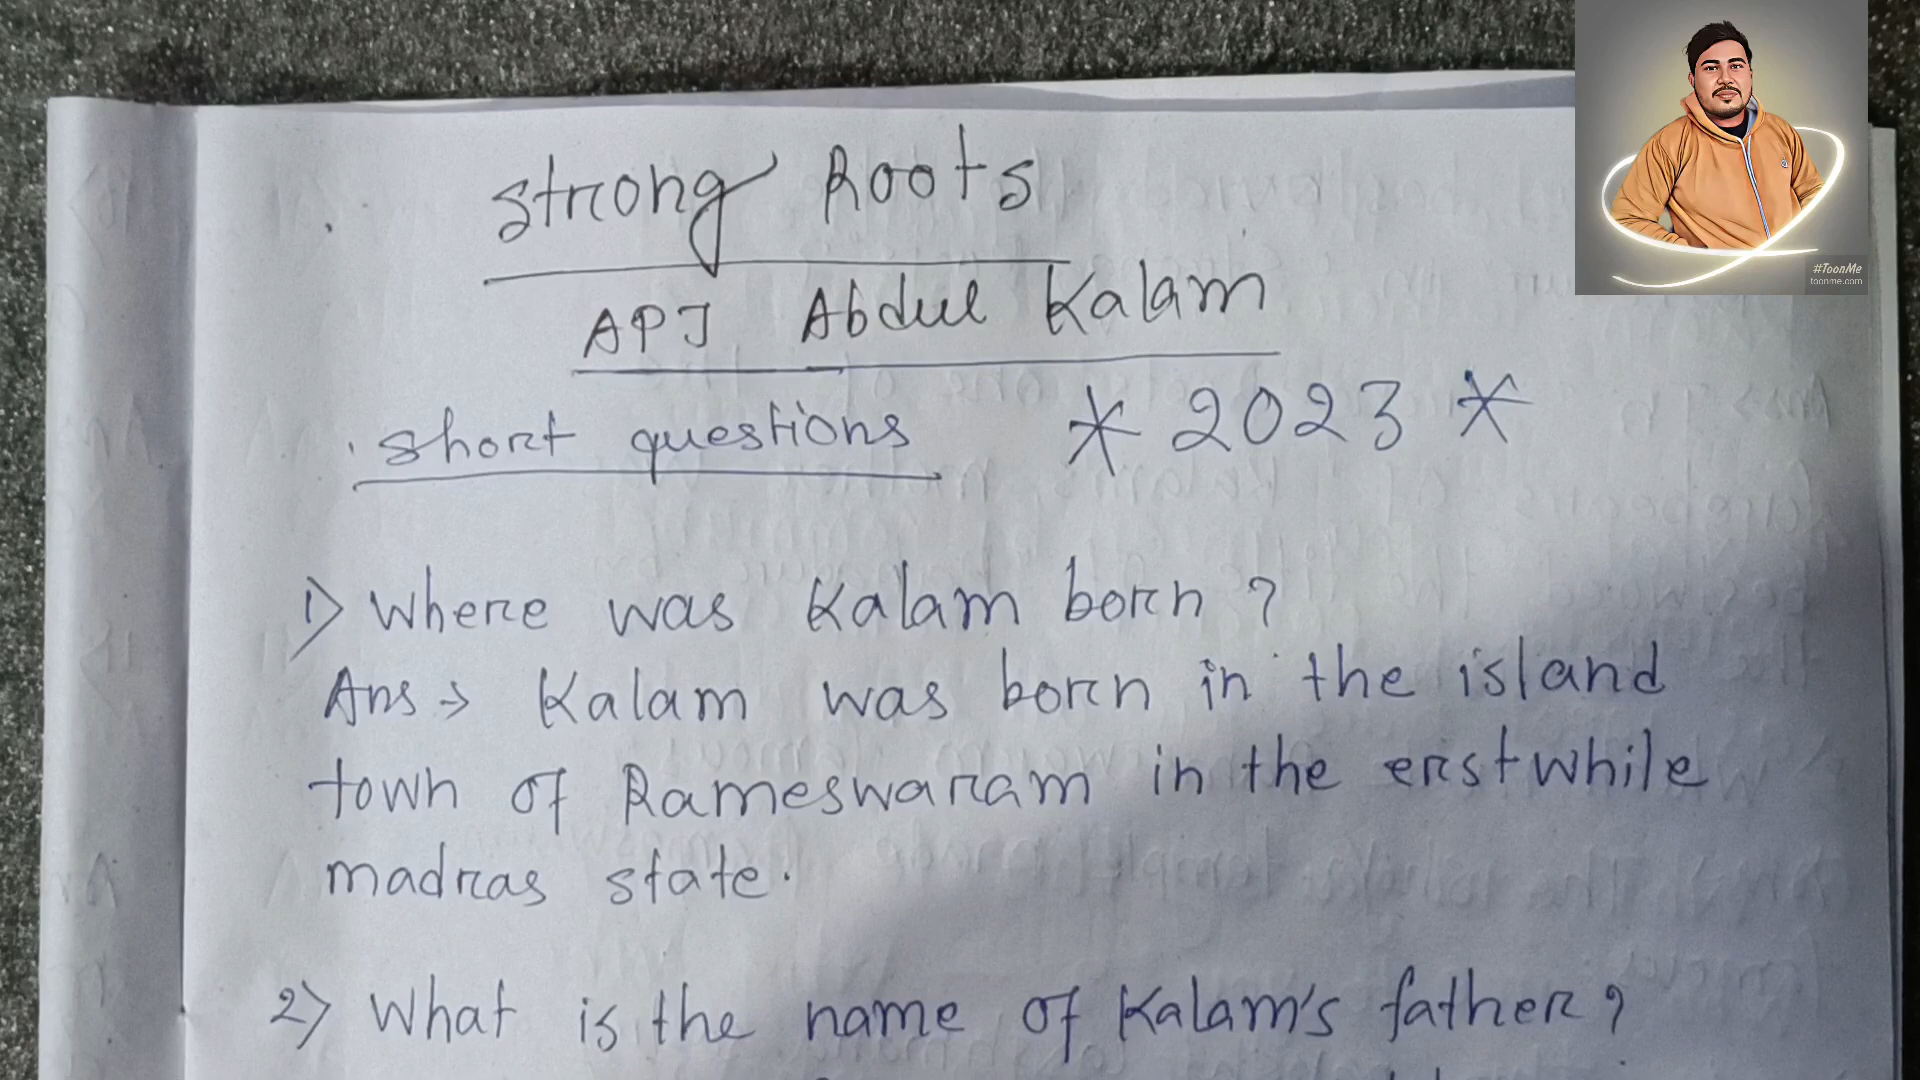 Strong Roots
APJ Abdul Kalam
short questions * 2023 *
1) Where was Kalam born ?
Ans → Kalam was born in the island
town of Rameswaram in the erstwhile
madras state.
2) What is the name of Kalam's father ?
#ToonMe
toonme.com